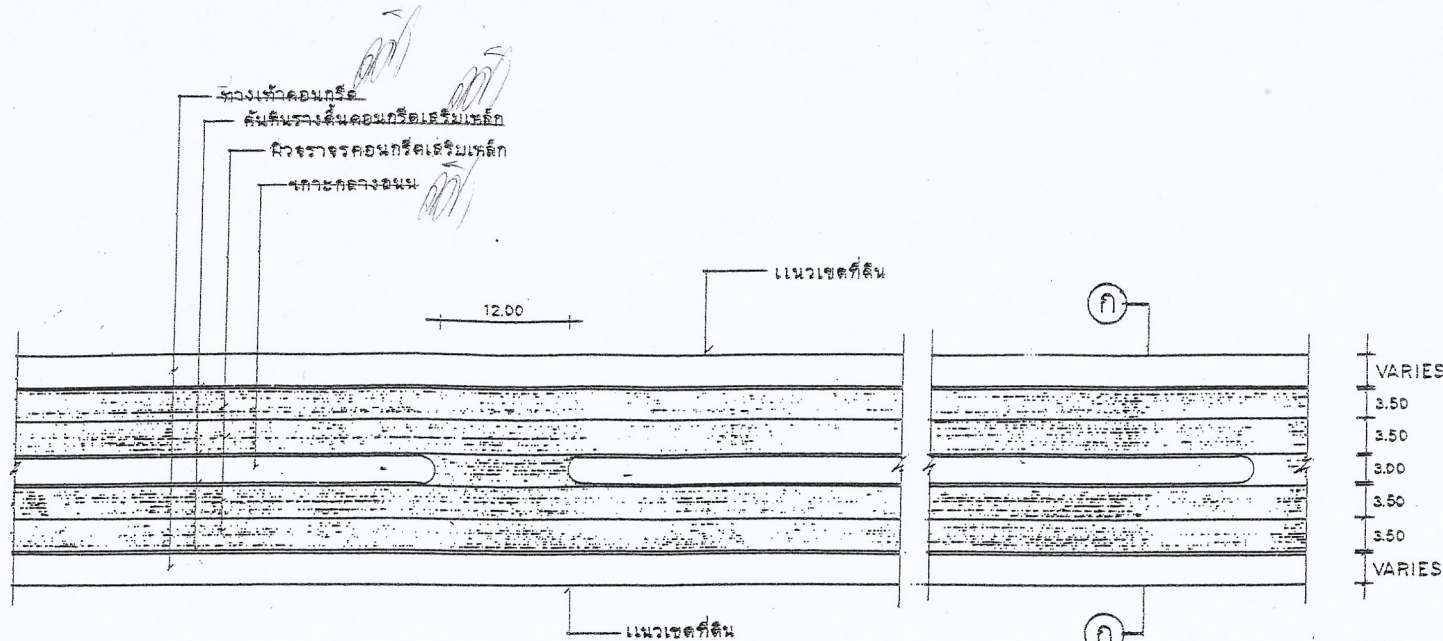 ทางเท้าคอนกรีต
คันหินรางตื้นคอนกรีตเสริมเหล็ก
ผิวจราจรคอนกรีตเสริมเหล็ก
เกาะกลางถนน
แนวเขตที่ดิน
12.00
ก
VARIES
3.50
3.50
3.00
3.50
3.50
VARIES
แนวเขตที่ดิน
ก